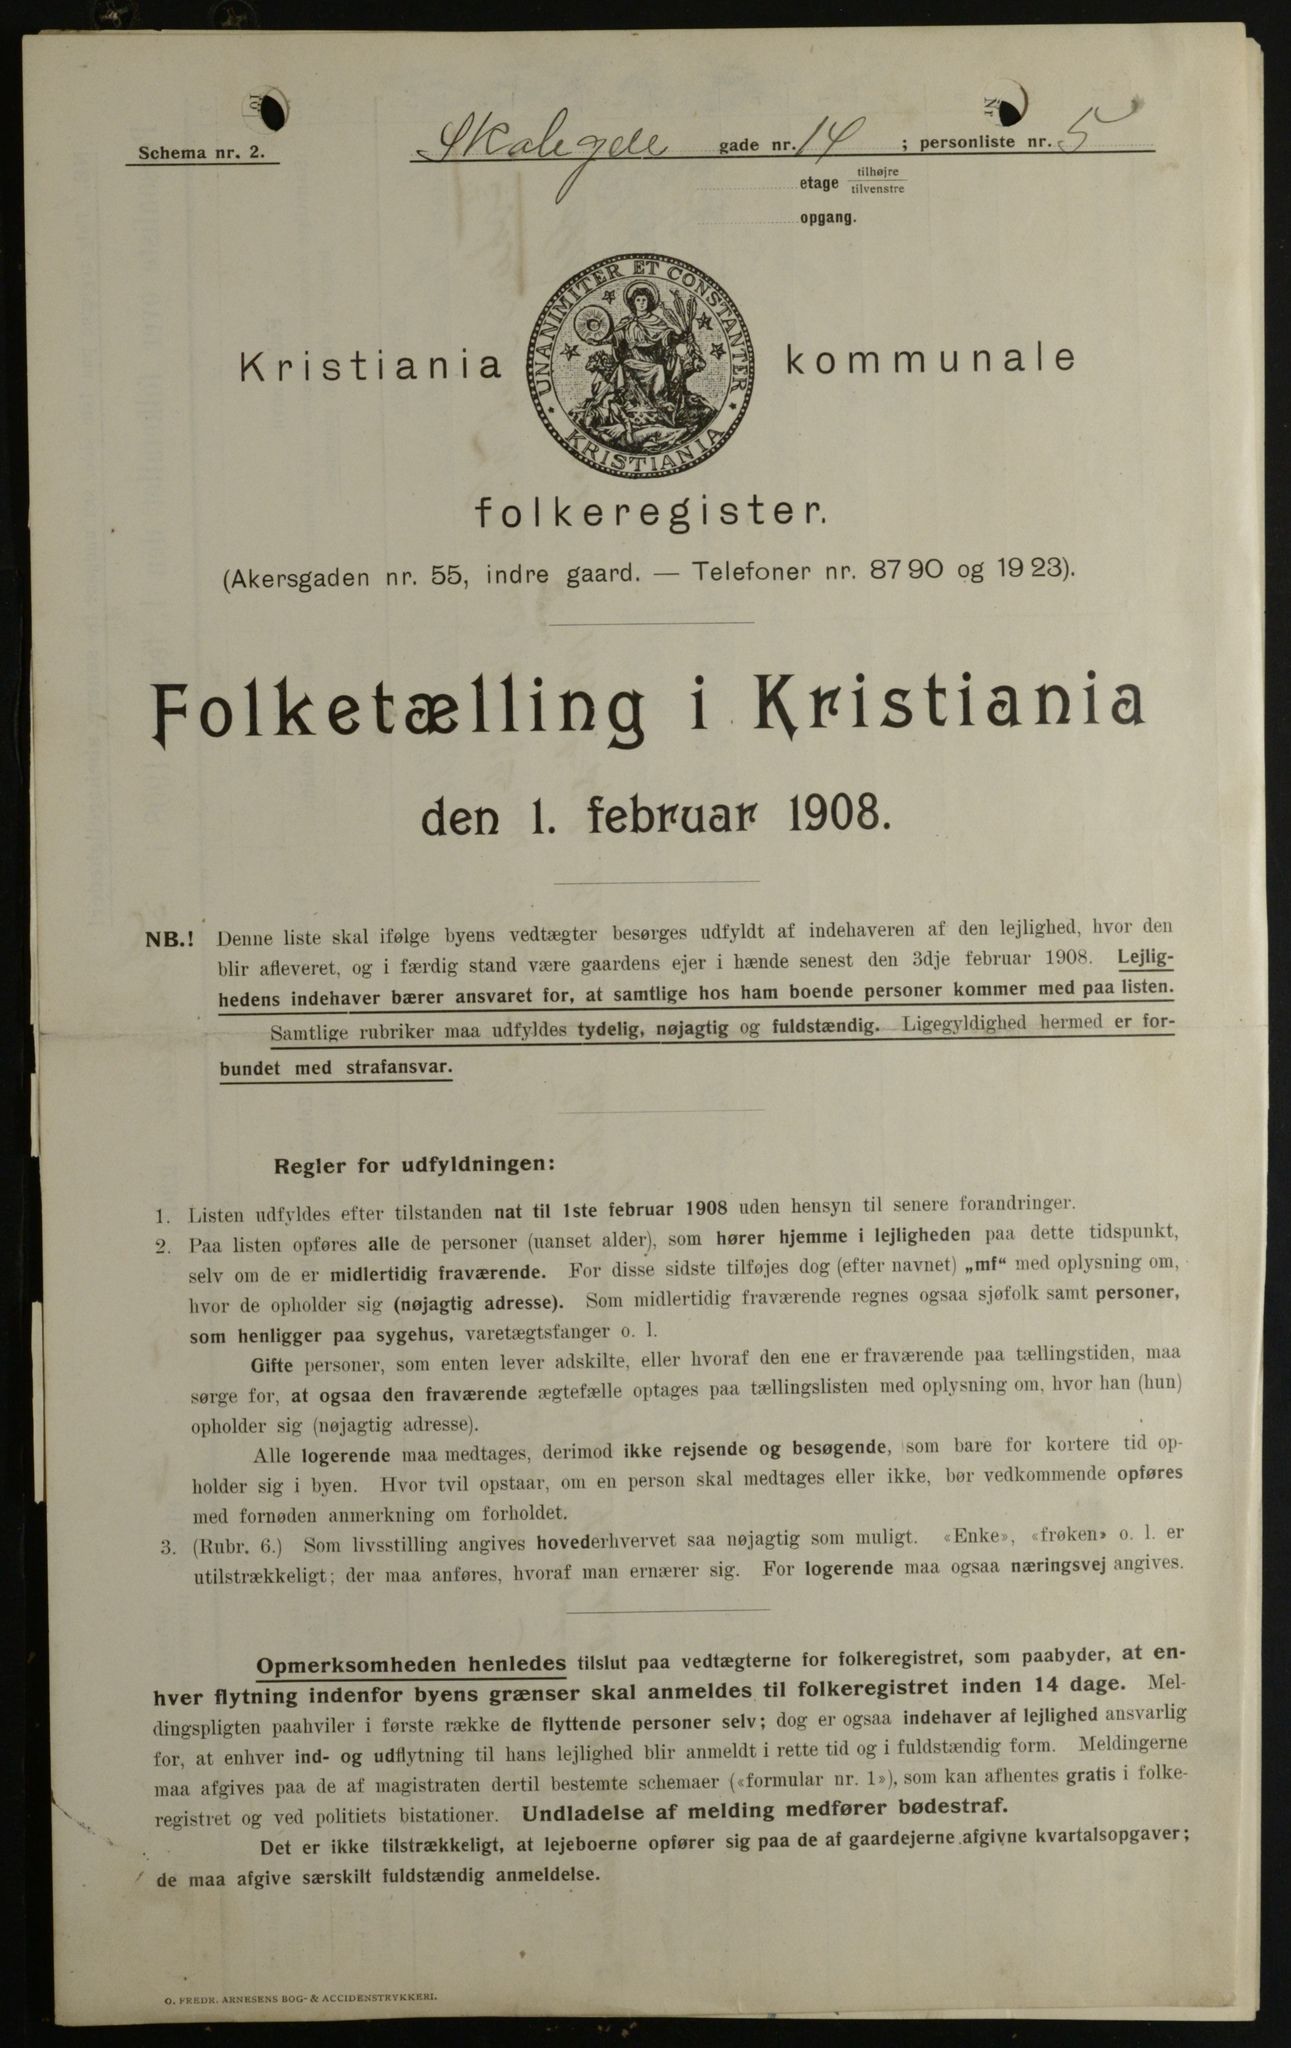 Schema nr. 2.
Skolegde gade nr. 14 ; personliste nr. 5
etage tilhøjre
tilvenstre
opgang.
UNANIMITER ET CONSTANTER
KRISTIANIA
Kristiania kommunale
folkeregister.
(Akersgaden nr. 55, indre gaard. — Telefoner nr. 8790 og 1923).
Folketælling i Kristiania
den 1. februar 1908.
NB.! Denne liste skal ifølge byens vedtægter besørges udfyldt af indehaveren af den lejlighed, hvor den
blir afleveret, og i færdig stand være gaardens ejer i hænde senest den 3dje februar 1908. Lejlig-
hedens indehaver bærer ansvaret for, at samtlige hos ham boende personer kommer med paa listen.
Samtlige rubriker maa udfyldes tydelig, nøjagtig og fuldstændig. Ligegyldighed hermed er for-
bundet med strafansvar.
Regler for udfyldningen:
1. Listen udfyldes efter tilstanden nat til 1ste februar 1908 uden hensyn til senere forandringer.
2. Paa listen opføres alle de personer (uanset alder), som hører hjemme i lejligheden paa dette tidspunkt,
selv om de er midlertidig fraværende. For disse sidste tilføjes dog (efter navnet) „mf“ med oplysning om,
hvor de opholder sig (nøjagtig adresse). Som midlertidig fraværende regnes ogsaa sjøfolk samt personer,
som henligger paa sygehus, varetægtsfanger o. l.
Gifte personer, som enten lever adskilte, eller hvoraf den ene er fraværende paa tællingstiden, maa
sørge for, at ogsaa den fraværende ægtefælle optages paa tællingslisten med oplysning om, hvor han (hun)
opholder sig (nøjagtig adresse).
Alle logerende maa medtages, derimod ikke rejsende og besøgende, som bare for kortere tid op-
holder sig i byen. Hvor tvil opstaar, om en person skal medtages eller ikke, bør vedkommende opføres
med fornøden anmerkning om forholdet.
3. (Rubr. 6.) Som livsstilling angives hovederhvervet saa nøjagtig som muligt. «Enke», «frøken» o. l. er
utilstrækkeligt; der maa anføres, hvoraf man ernærer sig. For logerende maa ogsaa næringsvej angives.
Opmerksomheden henledes tilslut paa vedtægterne for folkeregistret, som paabyder, at en-
hver flytning indenfor byens grænser skal anmeldes til folkeregistret inden 14 dage. Mel-
dingspligten paahviler i første række de flyttende personer selv; dog er ogsaa indehaver af lejlighed ansvarlig
for, at enhver ind- og udflytning til hans lejlighed blir anmeldt i rette tid og i fuldstændig form. Meldingerne
maa afgives paa de af magistraten dertil bestemte schemaer («formular nr. 1»), som kan afhentes gratis i folke-
registret og ved politiets bistationer. Undladelse af melding medfører bødestraf.
Det er ikke tilstrækkeligt, at lejeboerne opfører sig paa de af gaardejerne afgivne kvartalsopgaver;
de maa afgive særskilt fuldstændig anmeldelse.
O. FREDR. ARNESENS BOG- & ACCIDENSTRYKKERI.